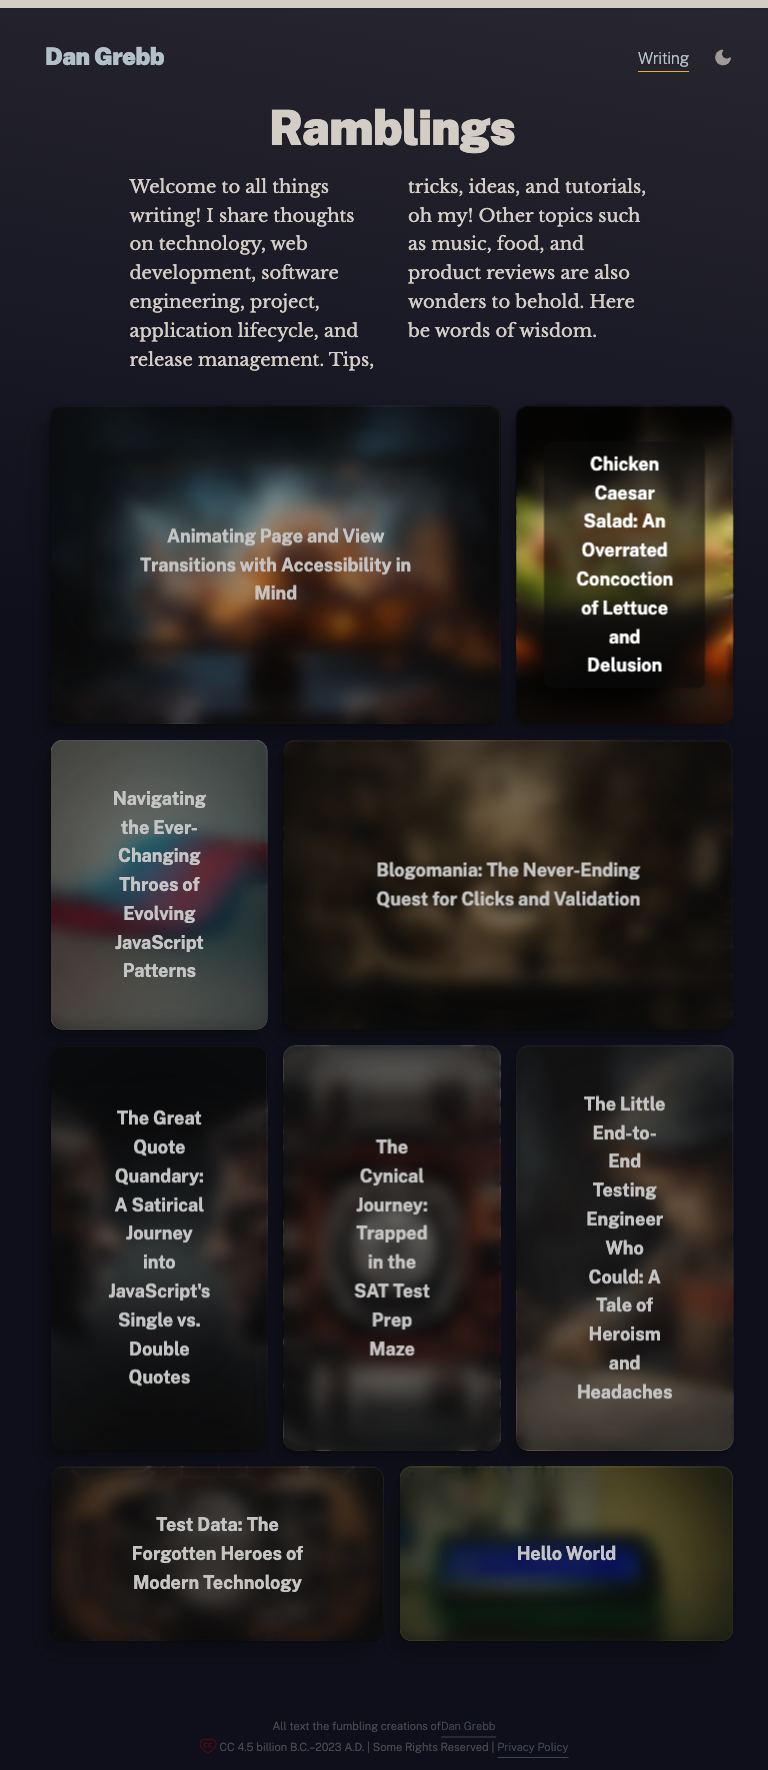 Dan Grebb
Writing
Ramblings
Welcome to all things
writing! I share thoughts
on technology, web
development, software
engineering, project,
application lifecycle, and
release management. Tips,
tricks, ideas, and tutorials,
oh my! Other topics such
as music, food, and
product reviews are also
wonders to behold. Here
be words of wisdom.
Animating Page and View
Transitions with Accessibility in
Mind
Chicken
Caesar
Salad: An
Overrated
Concoction
of Lettuce
and
Delusion
Navigating
the Ever-
Changing
Throes of
Evolving
JavaScript
Patterns
Blogomania: The Never-Ending
Quest for Clicks and Validation
The Great
Quote
Quandary:
A Satirical
Journey
into
JavaScript's
Single vs.
Double
Quotes
The
Cynical
Journey:
Trapped
in the
SAT Test
Prep
Maze
The Little
End-to-
End
Testing
Engineer
Who
Could: A
Tale of
Heroism
and
Headaches
Test Data: The
Forgotten Heroes of
Modern Technology
Hello World
All text the fumbling creations ofDan Grebb
CC 4.5 billion B.C.–2023 A.D. | Some Rights Reserved | Privacy Policy